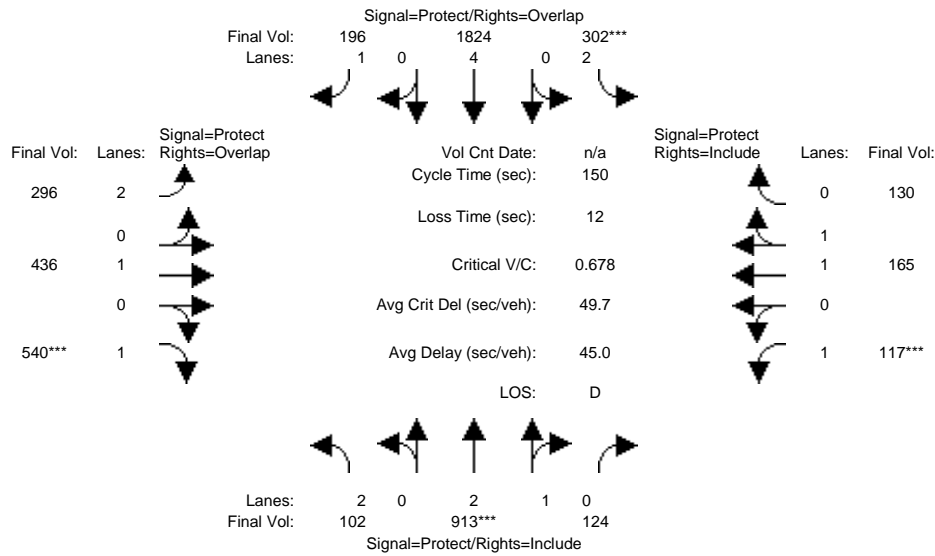 Signal=Protect/Rights=Overlap
Final Vol: 196 1824 302***
Lanes: 1 0 4 0 2
Signal=Protect
Final Vol: Lanes: Rights=Overlap
Vol Cnt Date: n/a
Cycle Time (sec): 150
Loss Time (sec): 12
Critical V/C: 0.678
Avg Crit Del (sec/veh): 49.7
Avg Delay (sec/veh): 45.0
LOS: D
Signal=Protect
Rights=Include Lanes: Final Vol:
296 2
0
436 1
0
540*** 1
0 130
1
1 165
0
1 117***
Lanes: 2 0 2 1 0
Final Vol: 102 913*** 124
Signal=Protect/Rights=Include